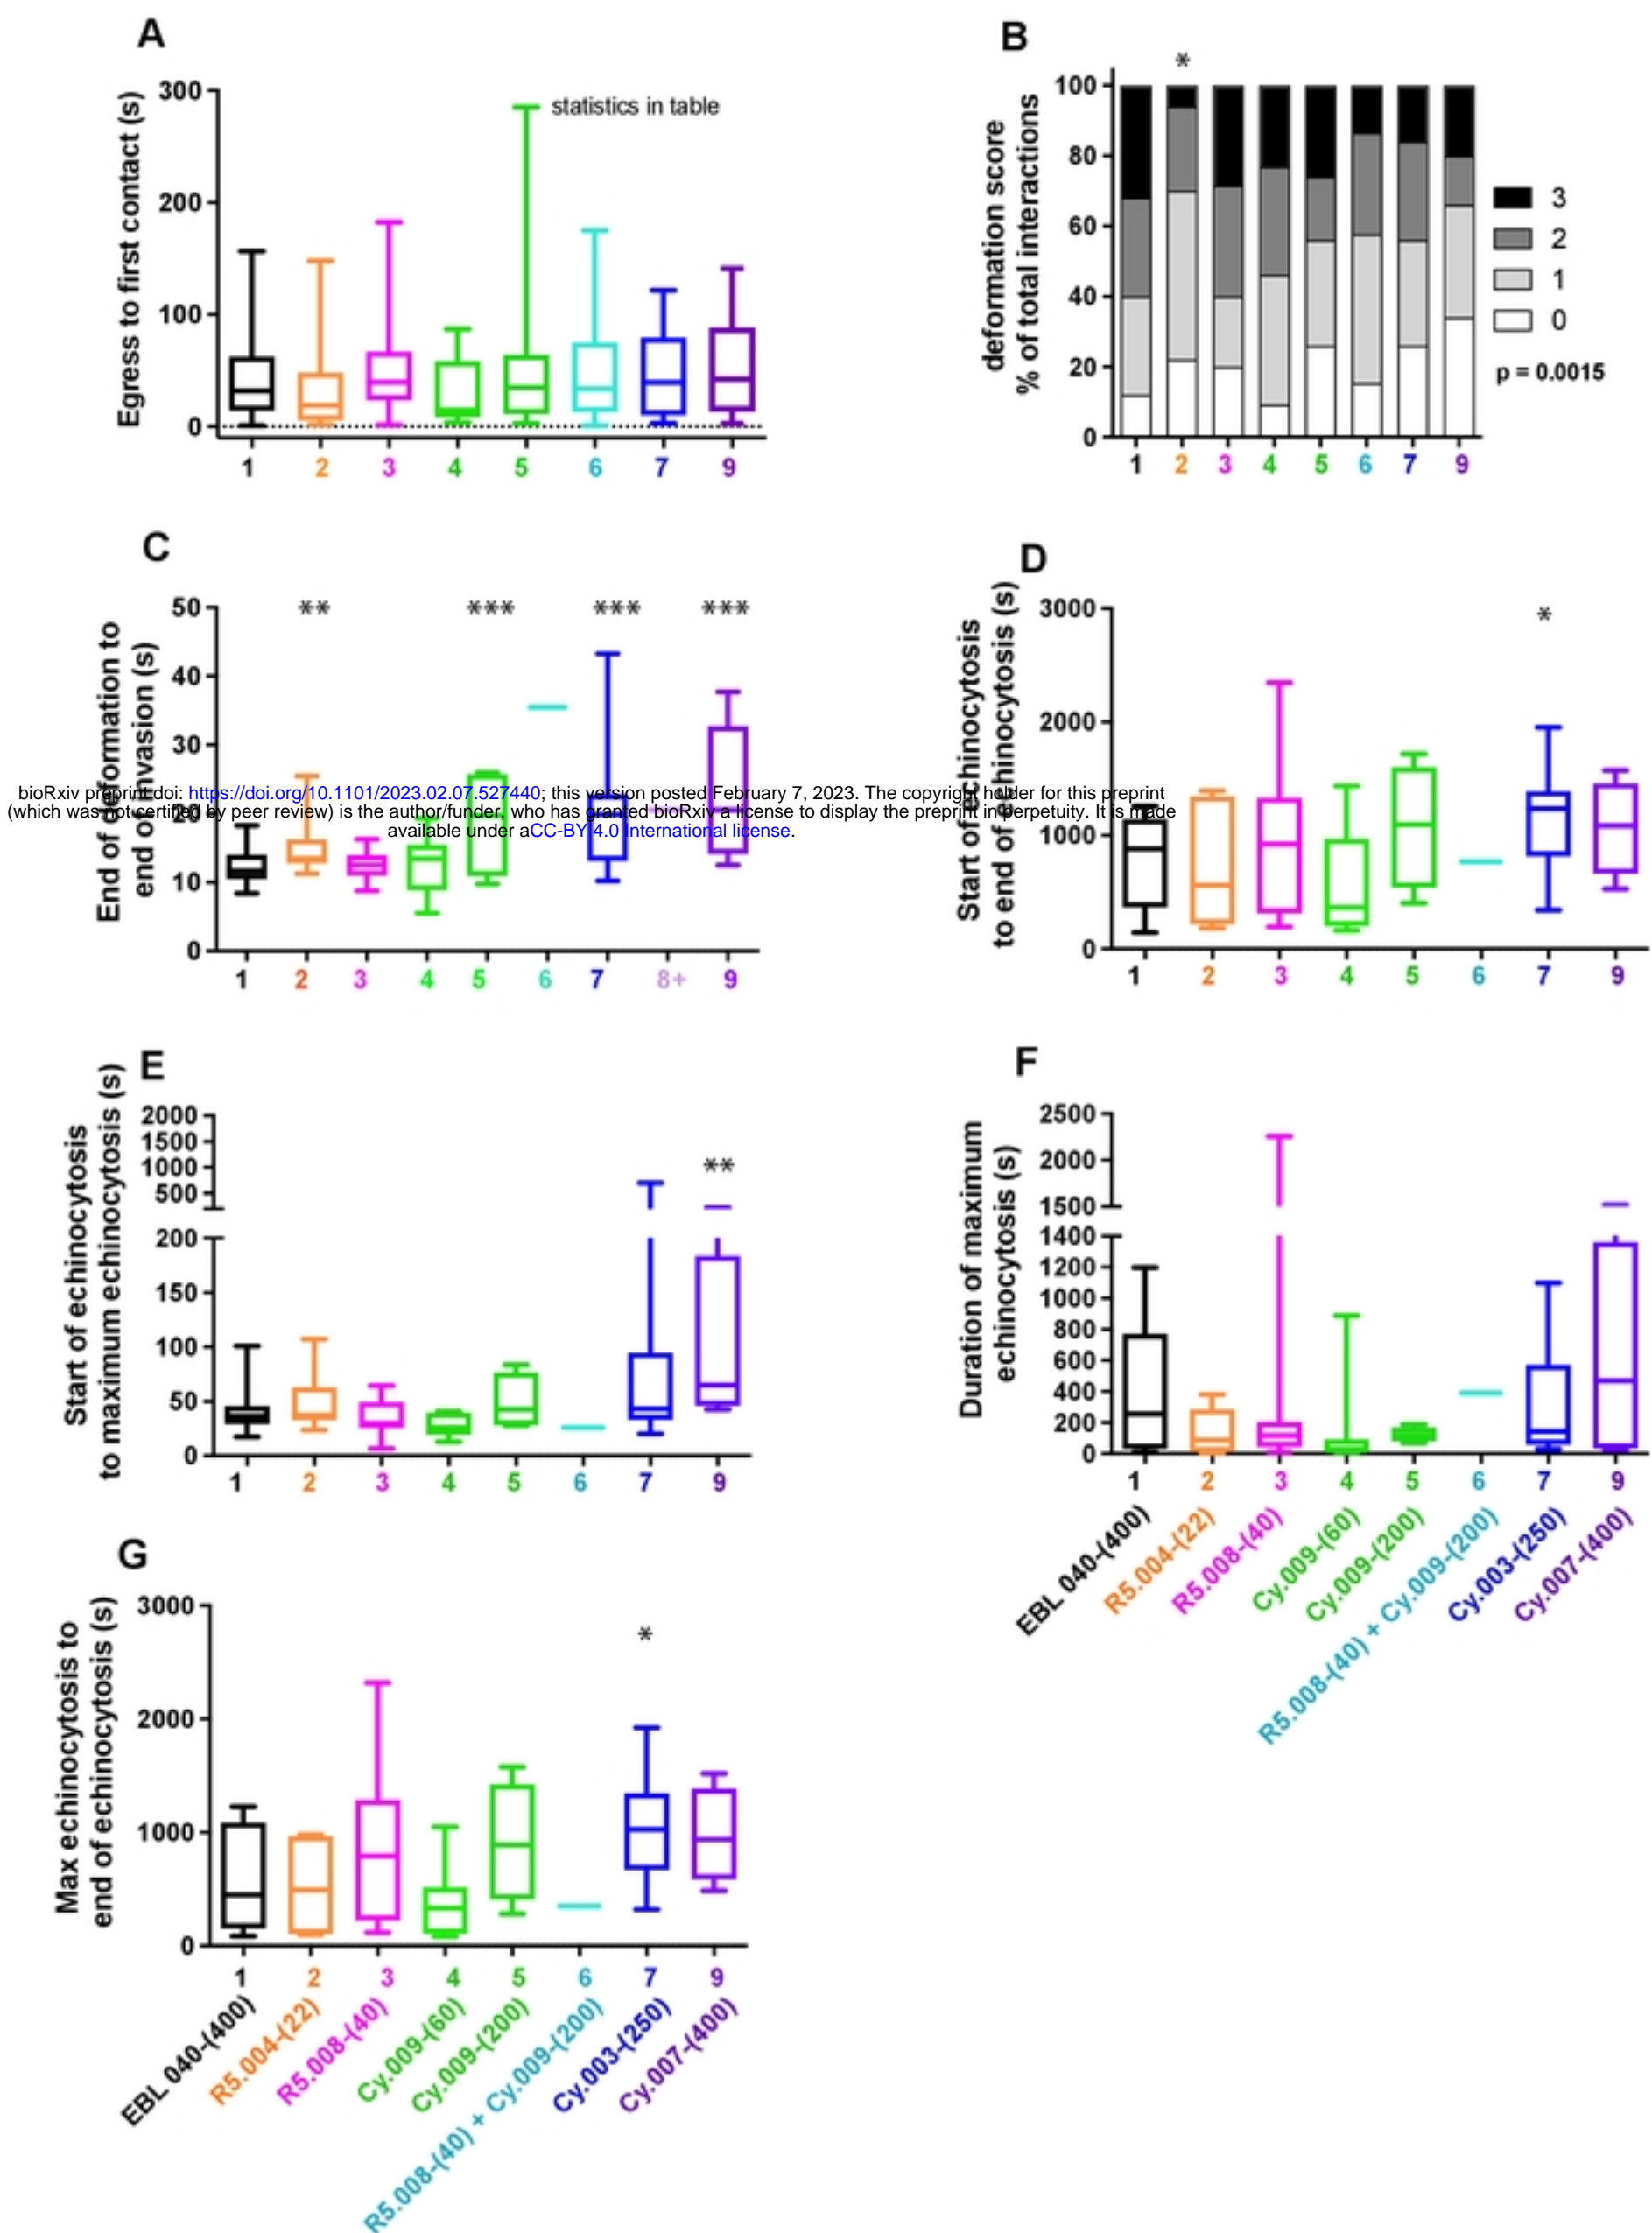 A
Egress to first contact (s)
300
200
100
0
statistics in table
1 2 3 4 5 6 7 9
B
deformation score
% of total interactions
*
100
80
60
40
20
0
3
2
1
0
p = 0.0015
1 2 3 4 5 6 7 9
C
End of deformation to
end of invasion (s)
50
40
30
20
10
0
** *** *** ***
1 2 3 4 5 6 7 8+ 9
D
Start of echinocytosis
to end of echinocytosis (s)
3000
2000
1000
0
*
1 2 3 4 5 6 7 9
bioRxiv preprint doi: https://doi.org/10.1101/2023.02.07.527440; this version posted February 7, 2023. The copyright holder for this preprint
(which was not certified by peer review) is the author/funder, who has granted bioRxiv a license to display the preprint in perpetuity. It is made
available under aCC-BY 4.0 International license.
E
Start of echinocytosis
to maximum echinocytosis (s)
2000
1500
1000
500
200
150
100
50
0
**
1 2 3 4 5 6 7 9
F
Duration of maximum
echinocytosis (s)
2500
2000
1500
1400
1200
1000
800
600
400
200
0
1 2 3 4 5 6 7 9
EBL 040-(400)
R5.004-(22)
R5.008-(40)
Cy.009-(60)
Cy.009-(200)
R5.008-(40) + Cy.009-(200)
Cy.003-(250)
Cy.007-(400)
G
Max echinocytosis to
end of echinocytosis (s)
3000
2000
1000
0
*
1 2 3 4 5 6 7 9
EBL 040-(400)
R5.004-(22)
R5.008-(40)
Cy.009-(60)
Cy.009-(200)
R5.008-(40) + Cy.009-(200)
Cy.003-(250)
Cy.007-(400)